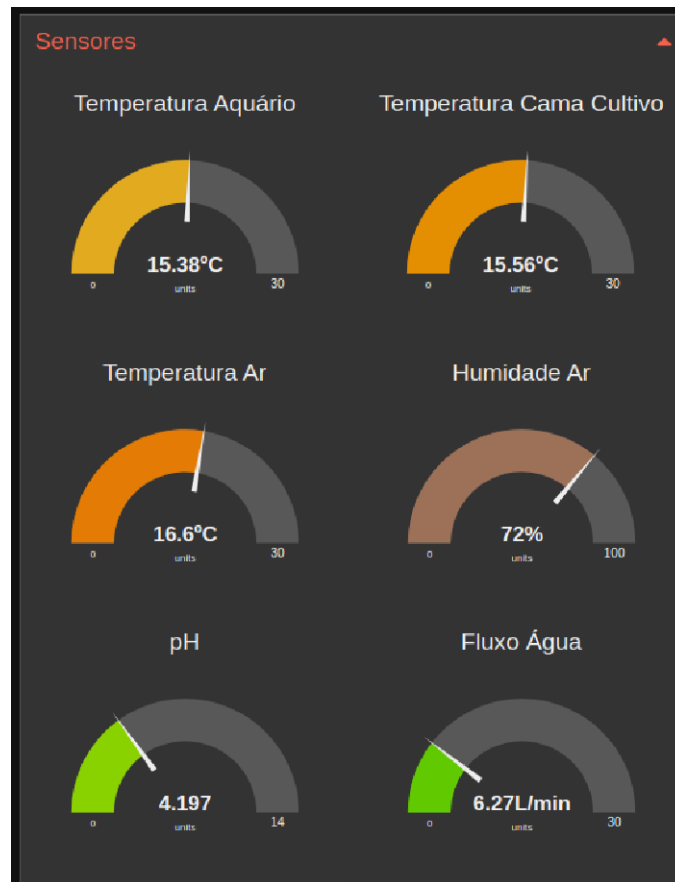 Sensores
Temperatura Aquário
15.38ºC
0
units
30
Temperatura Cama Cultivo
15.56ºC
0
units
30
Temperatura Ar
16.6ºC
0
units
30
Humidade Ar
72%
0
units
100
pH
4.197
0
units
14
Fluxo Água
6.27L/min
0
units
30